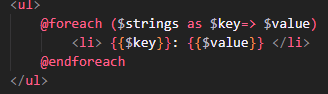 <ul>
@foreach ($strings as $key=> $value)
<li> {{$key}}: {{$value}} </li>
@endforeach
</ul>